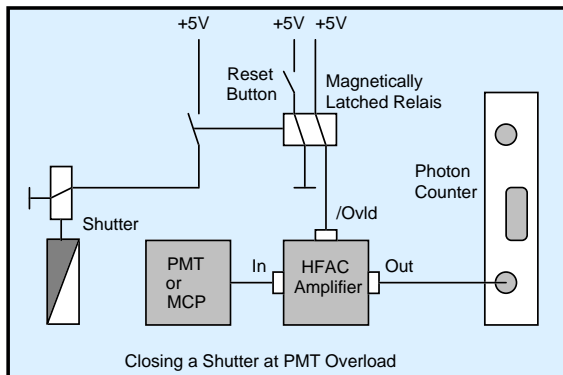 +5V
+5V
+5V
Reset
Button
Magnetically
Latched Relais
Photon
Counter
/Ovld
Shutter
PMT
or
MCP
In
HFAC
Amplifier
Out
Closing a Shutter at PMT Overload